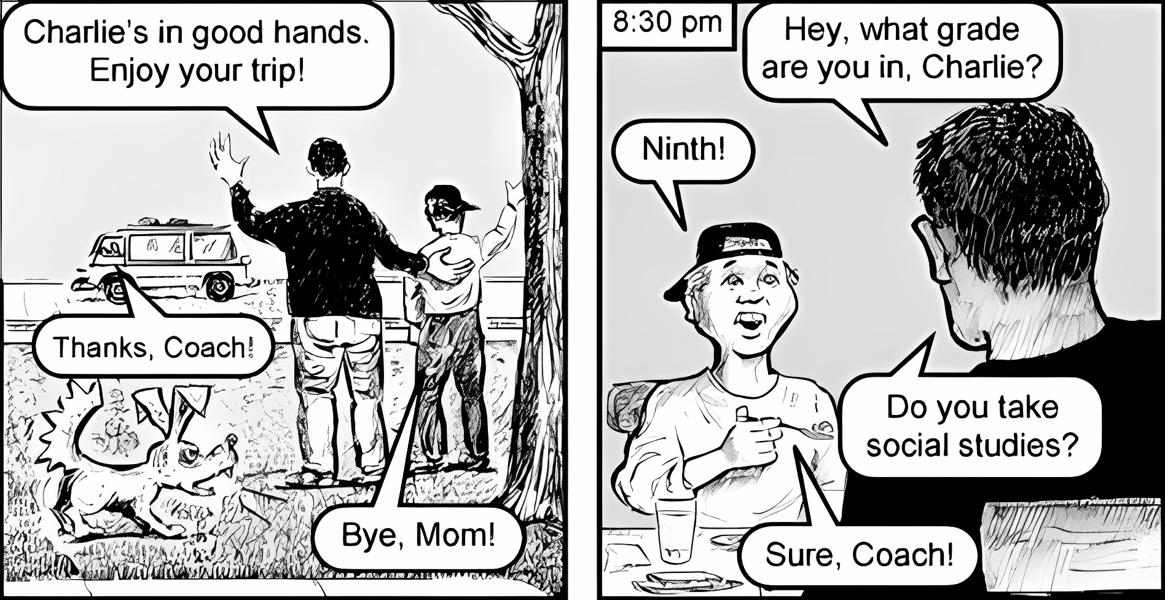 Charlie's in good hands.
Enjoy your trip!
Thanks, Coach!
Bye, Mom!
8:30 pm
Hey, what grade
are you in, Charlie?
Ninth!
Do you take
social studies?
Sure, Coach!